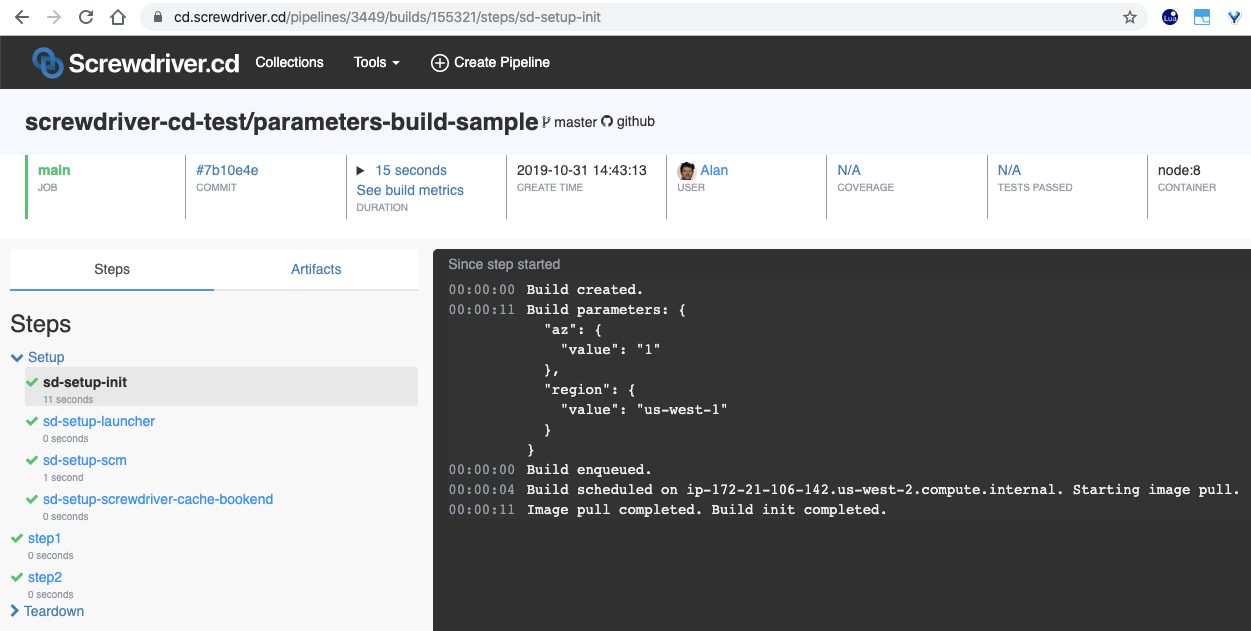 cd.screwdriver.cd/pipelines/3449/builds/155321/steps/sd-setup-init
Lua
Screwdriver.cd Collections Tools Create Pipeline
screwdriver-cd-test/parameters-build-sample master github
main
JOB
#7b10e4e
COMMIT
15 seconds
See build metrics
DURATION
2019-10-31 14:43:13
CREATE TIME
Alan
USER
N/A
COVERAGE
N/A
TESTS PASSED
node:8
CONTAINER
Steps Artifacts
Steps
Setup
sd-setup-init
11 seconds
sd-setup-launcher
0 seconds
sd-setup-scm
1 second
sd-setup-screwdriver-cache-bookend
0 seconds
step1
0 seconds
step2
0 seconds
Teardown
Since step started
00:00:00 Build created.
00:00:11 Build parameters: {
"az": {
"value": "1"
},
"region": {
"value": "us-west-1"
}
}
00:00:00 Build enqueued.
00:00:04 Build scheduled on ip-172-21-106-142.us-west-2.compute.internal. Starting image pull.
00:00:11 Image pull completed. Build init completed.